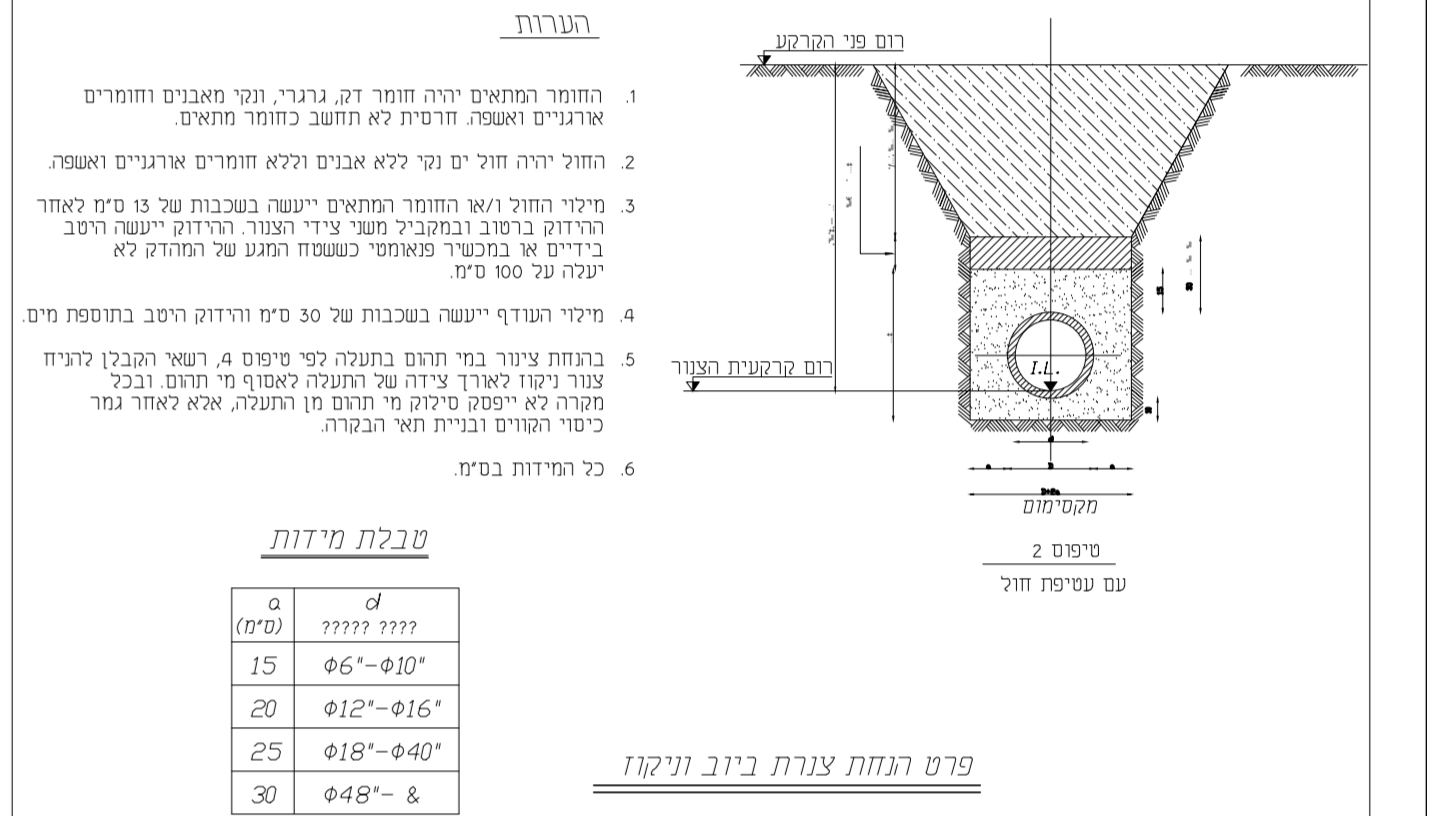 הערות
1. החומר המתאים יהיה חומר דק, גרגרי, ונקי מאבנים וחומרים
אורגניים ואשפה. חרסית לא תחשב כחומר מתאים.
2. החול יהיה חול ים נקי ללא אבנים וללא חומרים אורגניים ואשפה.
3. מילוי החול ו/או החומר המתאים ייעשה בשכבות של 13 ס"מ לאחר
ההידוק ברטוב ובמקביל משני צידי הצנור. ההידוק ייעשה היטב
בידיים או במכשיר פנאומטי כששטח המגע של המהדק לא
יעלה על 100 ס"מ.
4. מילוי העודף ייעשה בשכבות של 30 ס"מ והידוק היטב בתוספת מים.
5. בהנחת צינור במי תהום בתעלה לפי טיפוס 4, רשאי הקבלן להניח
צנור ניקוז לאורך צידה של התעלה לאסוף מי תהום. ובכל
מקרה לא ייפסק סילוק מי תהום מן התעלה, אלא לאחר גמר
כיסוי הקווים ובניית תאי הבקרה.
6. כל המידות בס"מ.
רום פני הקרקע
רום קרקעית הצנור
I.L.
15
30
d
D
מקסימום
טיפוס 2
עם עטיפת חול
טבלת מידות
a d
(ס"מ) ????? ????
15 Φ6"-Φ10"
20 Φ12"-Φ16"
25 Φ18"-Φ40"
30 Φ48"- &
פרט הנחת צנרת ביוב וניקוז